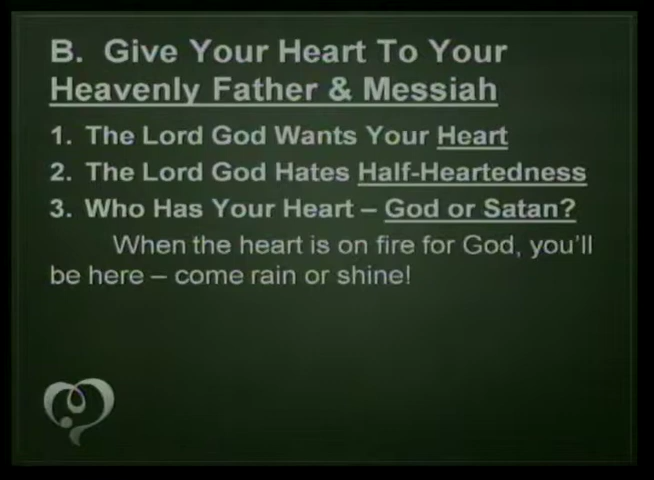 B. Give Your Heart To Your
Heavenly Father & Messiah
1. The Lord God Wants Your Heart
2. The Lord God Hates Half-Heartedness
3. Who Has Your Heart – God or Satan?
When the heart is on fire for God, you'll
be here – come rain or shine!